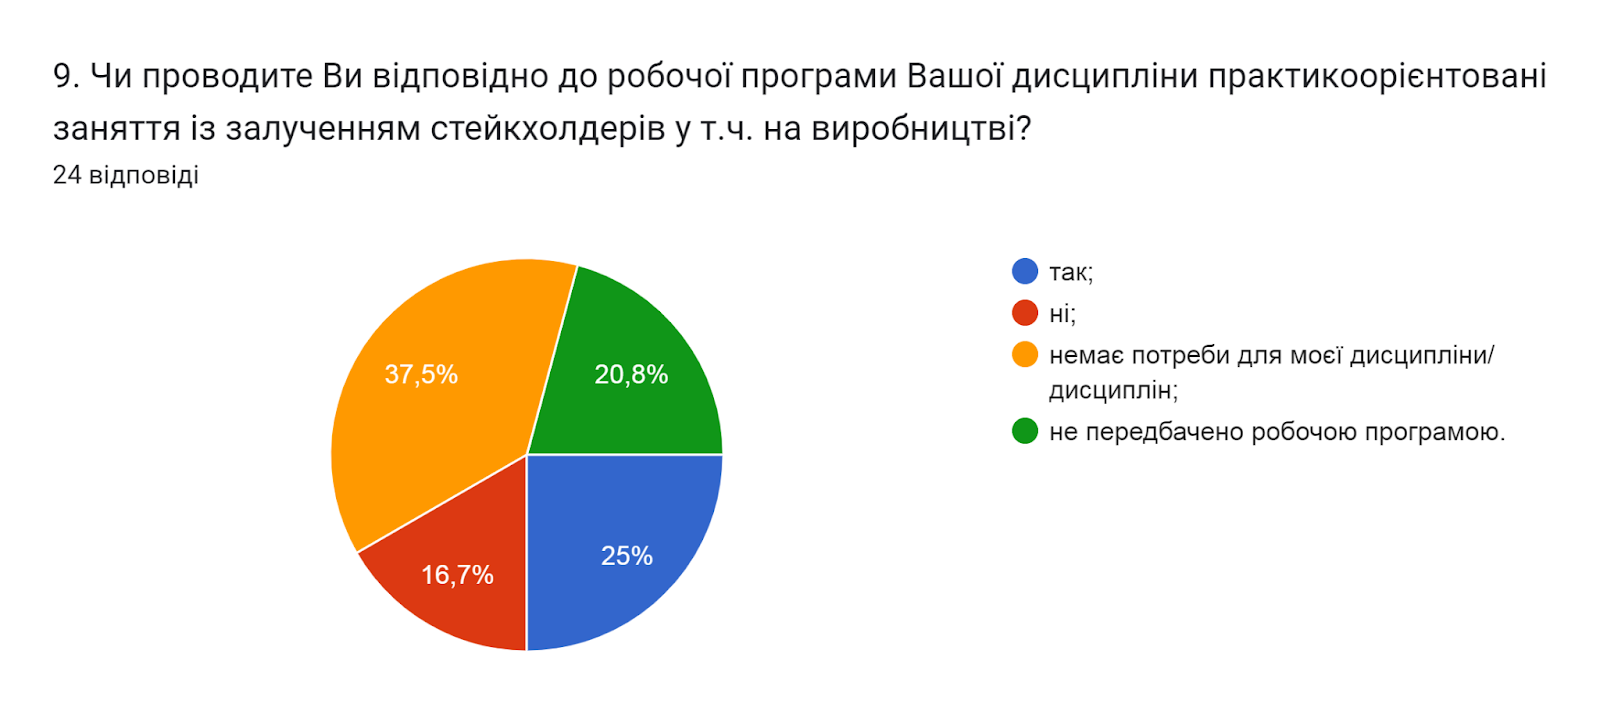 9. Чи проводите Ви відповідно до робочої програми Вашої дисципліни практикоорієнтовані
заняття із залученням стейкхолдерів у т.ч. на виробництві?
24 відповіді
37,5%
20,8%
16,7%
25%
так;
ні;
немає потреби для моєї дисципліни/
дисциплін;
не передбачено робочою програмою.